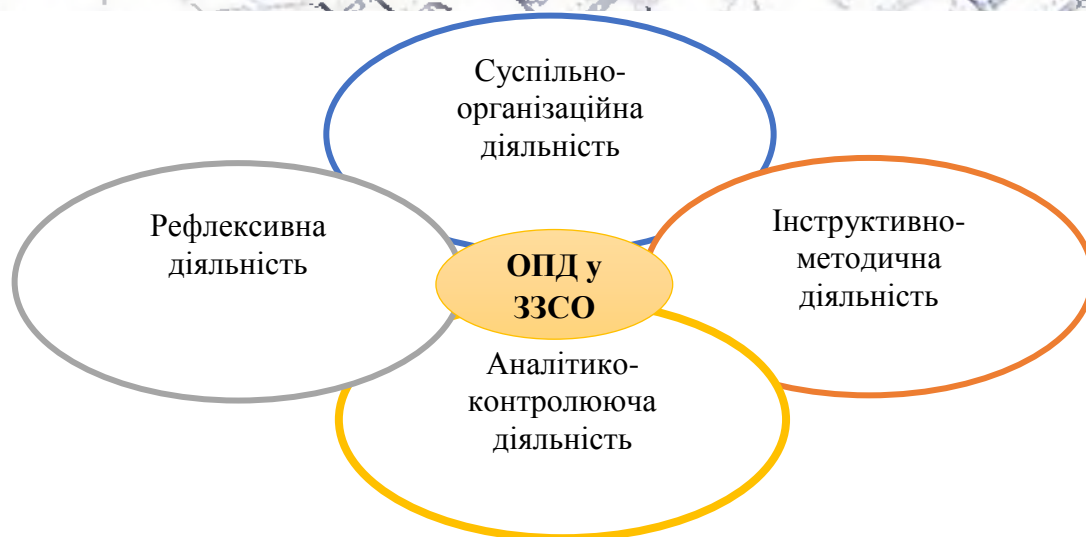 Суспільно-
організаційна
діяльність
Рефлексивна
діяльність
Інструктивно-
методична
діяльність
ОПД у
ЗЗСО
Аналітико-
контролююча
діяльність